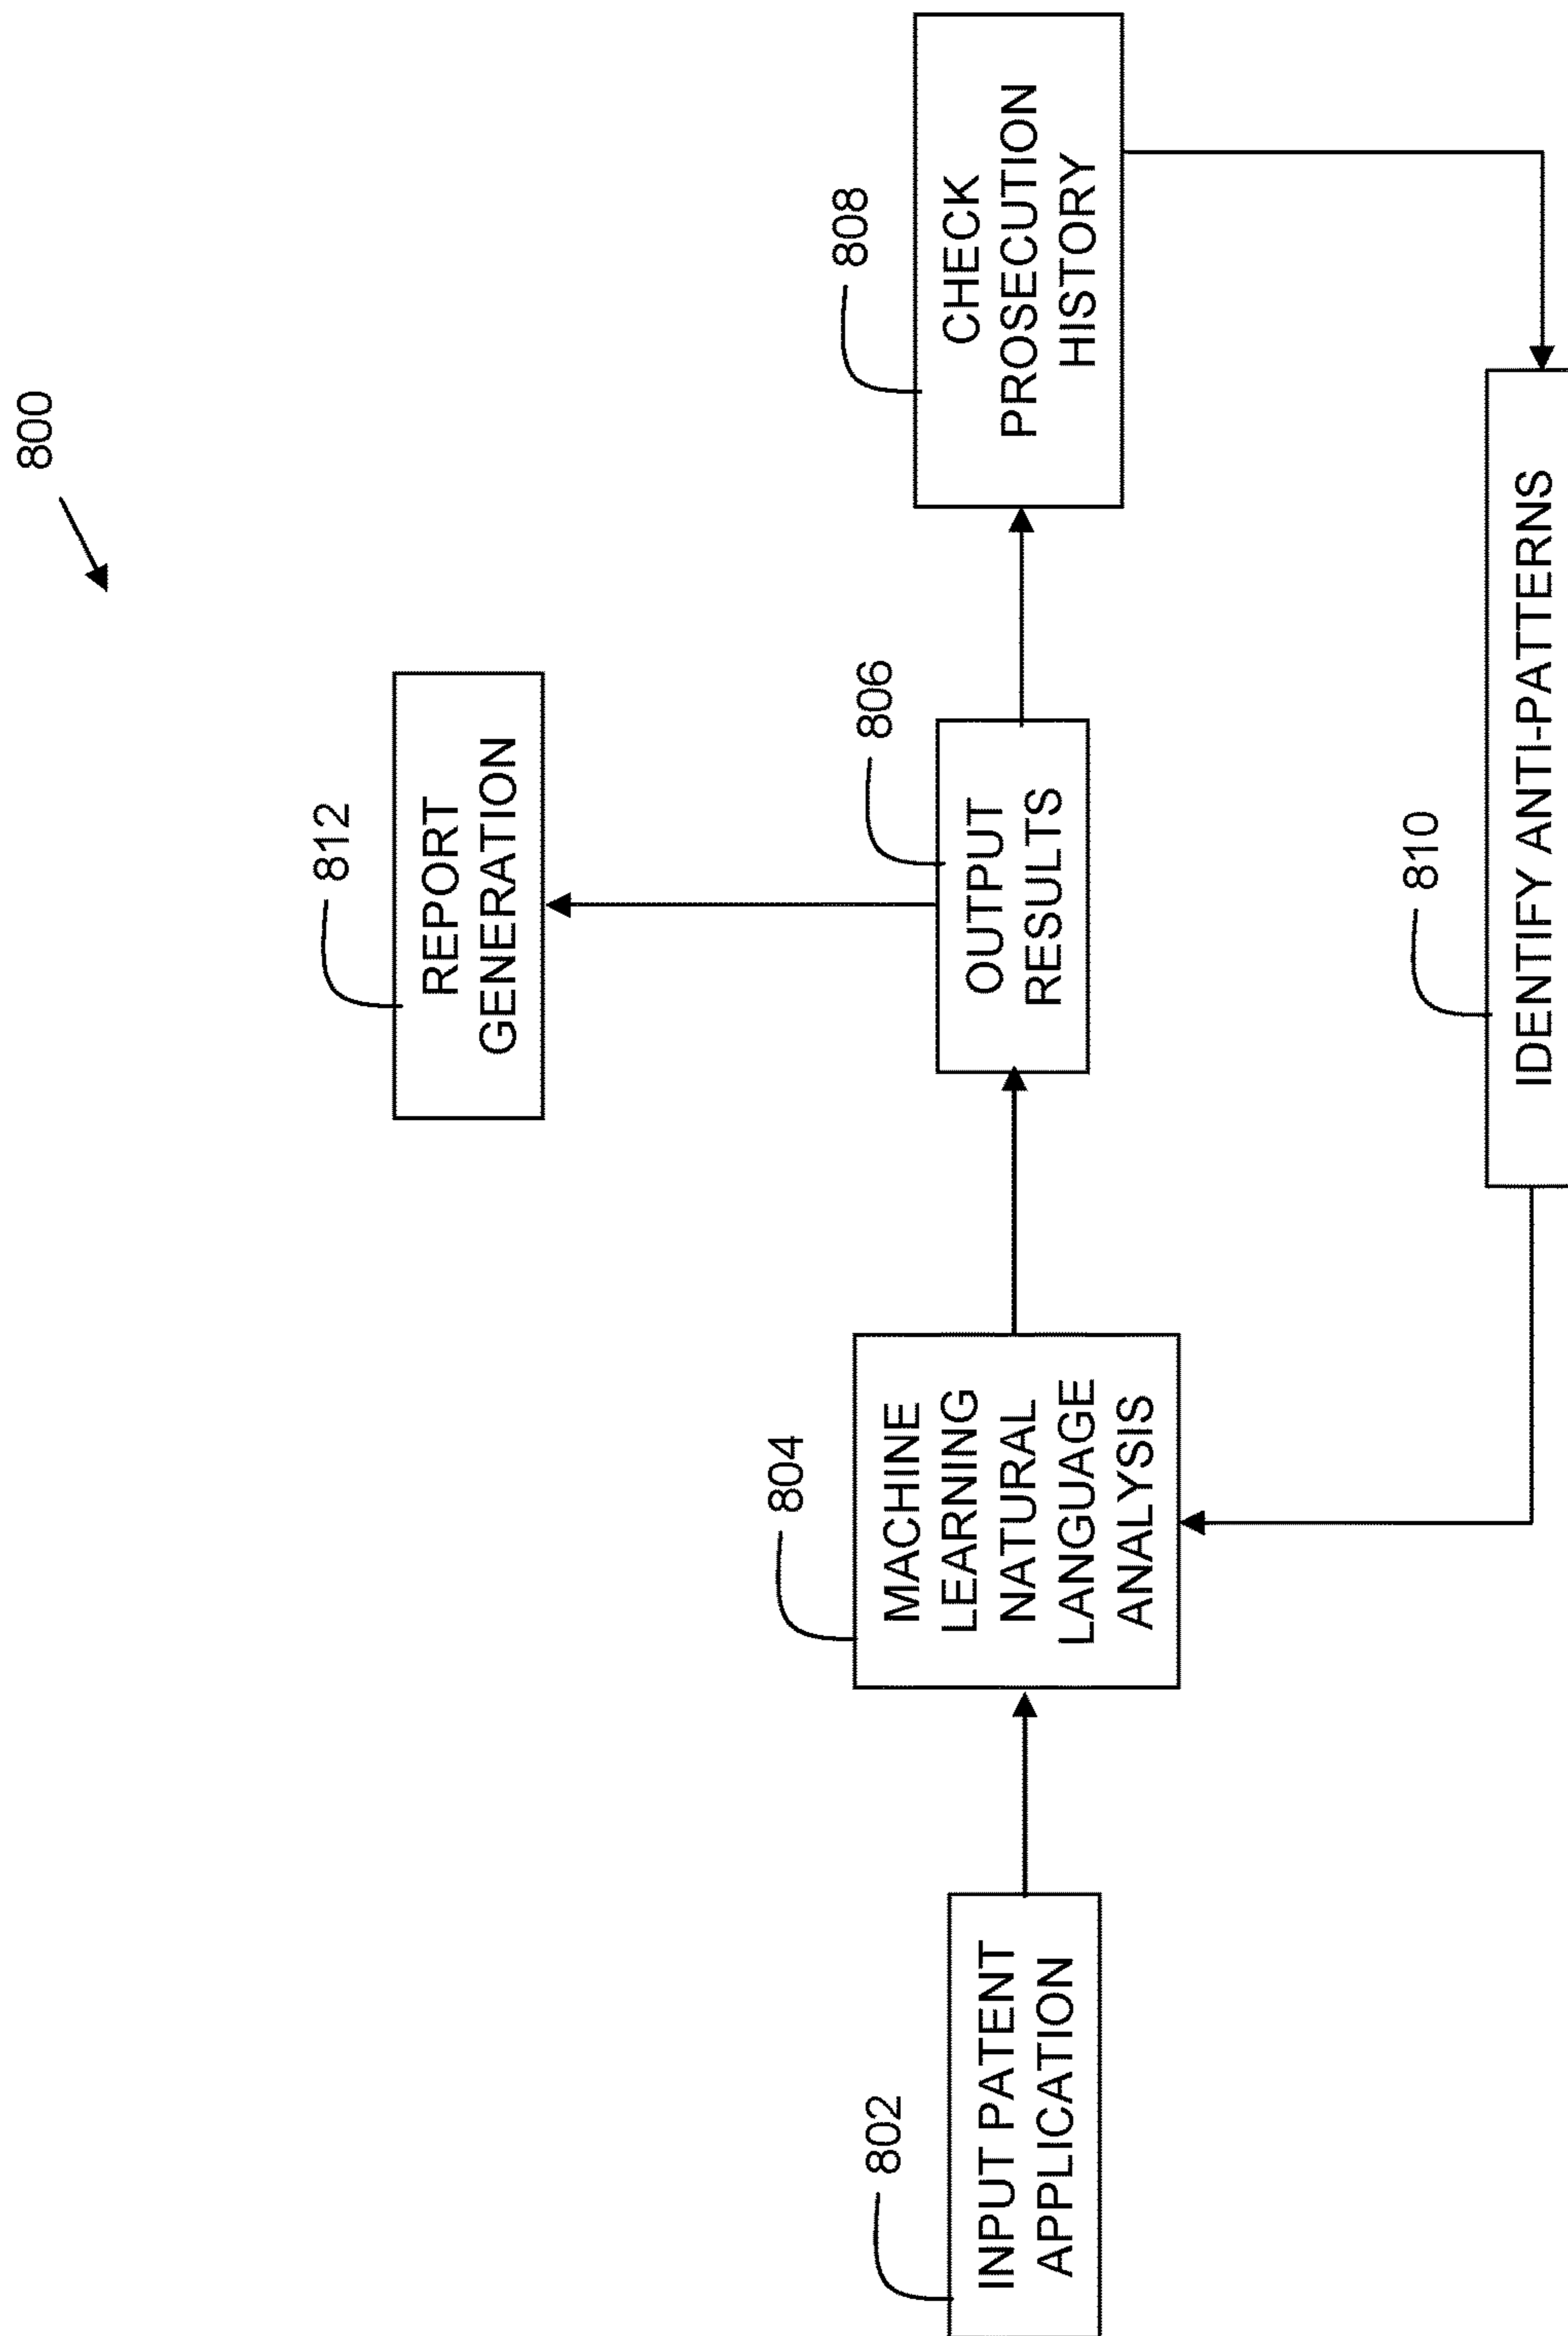 800
812
REPORT
GENERATION
802
INPUT PATENT
APPLICATION
804
MACHINE
LEARNING
NATURAL
LANGUAGE
ANALYSIS
806
OUTPUT
RESULTS
808
CHECK
PROSECUTION
HISTORY
810
IDENTIFY ANTI-PATTERNS